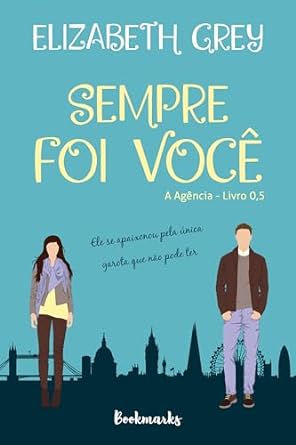 ELIZABETH GREY
SEMPRE
FOI VOCÊ
A Agência - Livro 0,5
Ele se apaixonou pela única
garota que não pode ter
Bookmarks